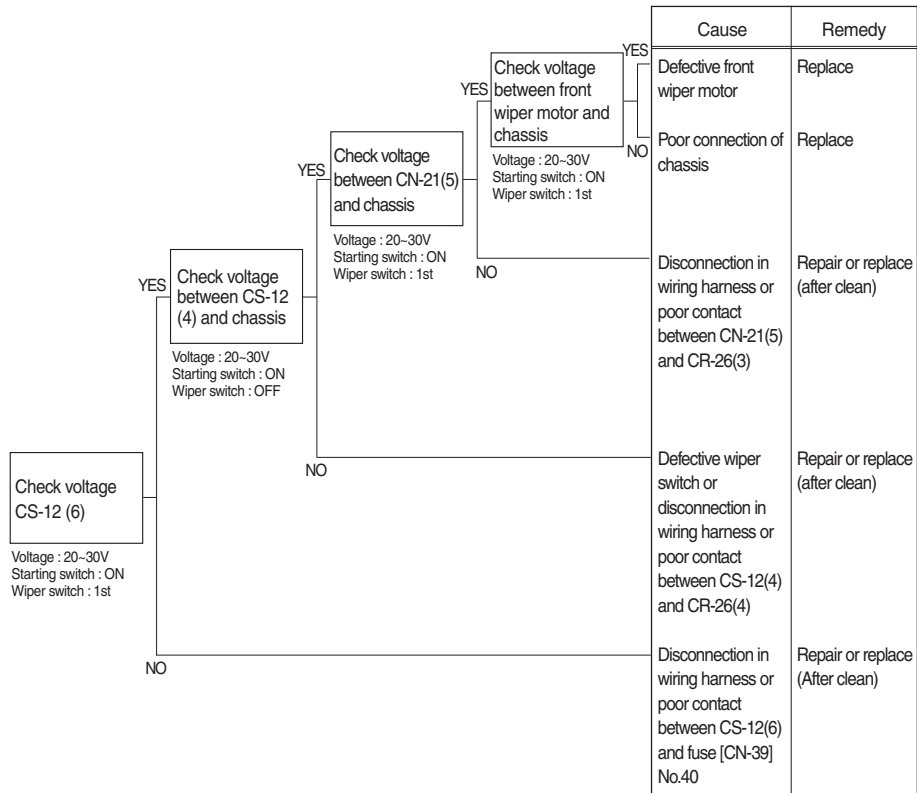 Cause
Remedy
YES
Defective front
wiper motor
Replace
Check voltage
between front
wiper motor and
chassis
YES
NO
Poor connection of
chassis
Replace
Voltage : 20~30V
Starting switch : ON
Wiper switch : 1st
Check voltage
between CN-21(5)
and chassis
YES
Voltage : 20~30V
Starting switch : ON
Wiper switch : 1st
NO
Disconnection in
wiring harness or
poor contact
between CN-21(5)
and CR-26(3)
Repair or replace
(after clean)
YES
Check voltage
between CS-12
(4) and chassis
Voltage : 20~30V
Starting switch : ON
Wiper switch : OFF
NO
Defective wiper
switch or
disconnection in
wiring harness or
poor contact
between CS-12(4)
and CR-26(4)
Repair or replace
(after clean)
Check voltage
CS-12 (6)
Voltage : 20~30V
Starting switch : ON
Wiper switch : 1st
NO
Disconnection in
wiring harness or
poor contact
between CS-12(6)
and fuse [CN-39]
No.40
Repair or replace
(After clean)